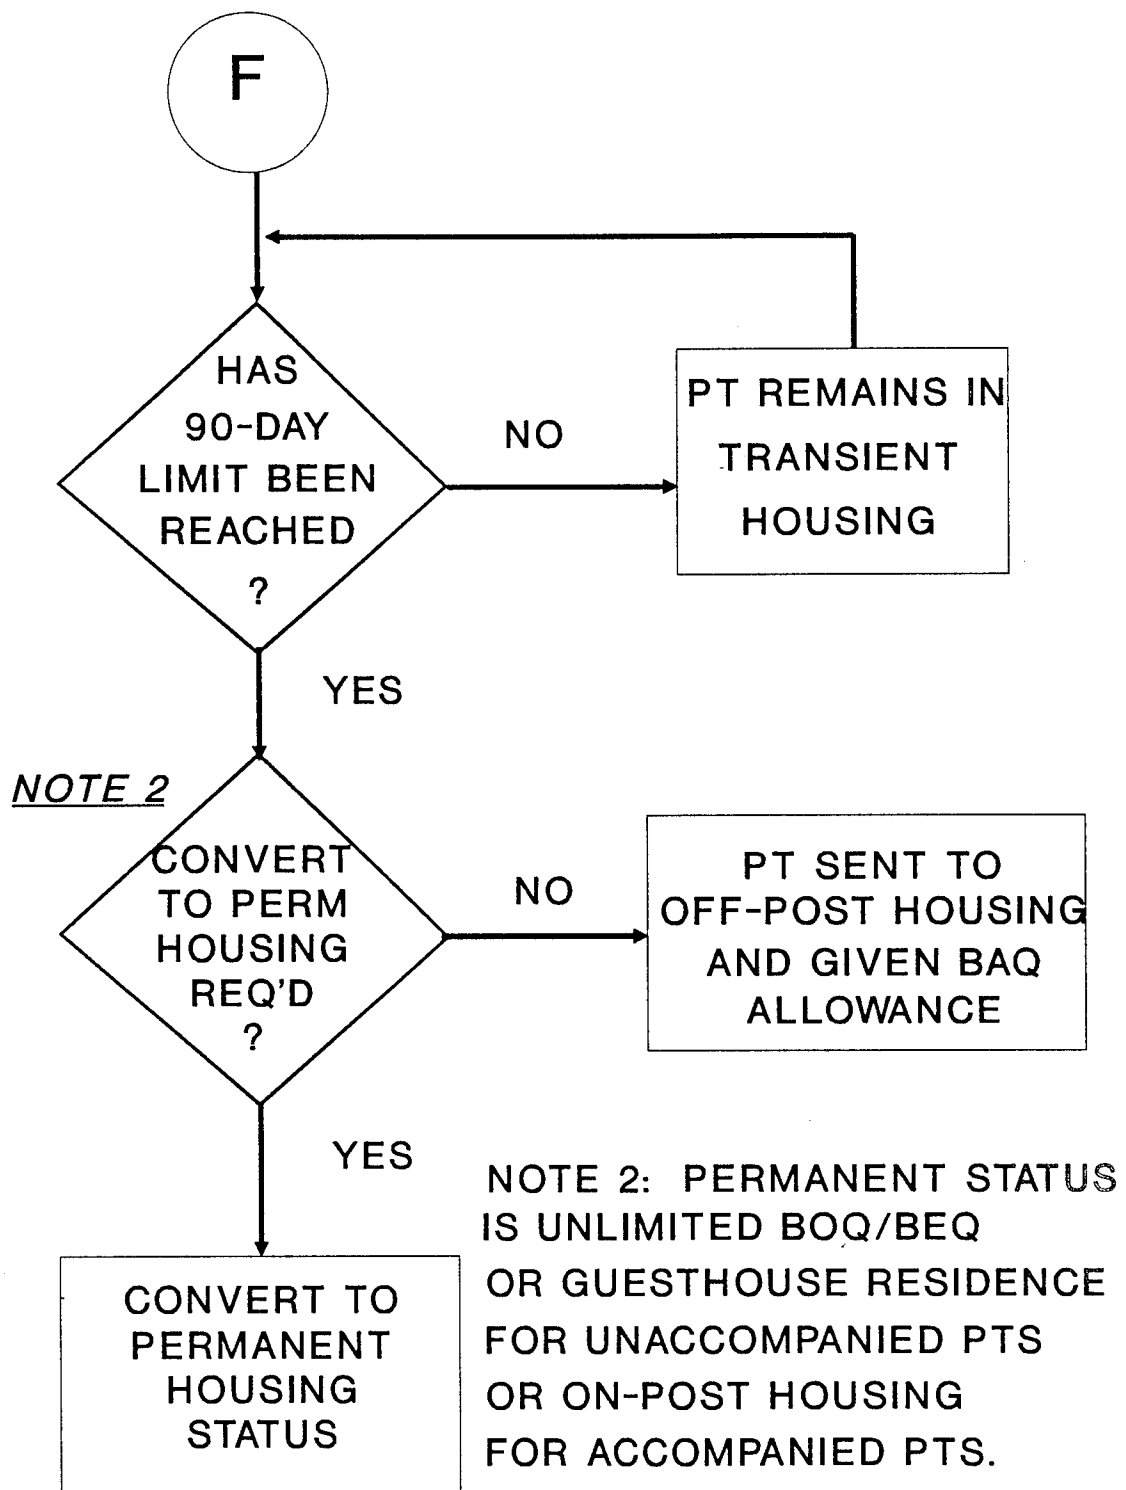 F
HAS
90-DAY
LIMIT BEEN
REACHED
?
NO
PT REMAINS IN
TRANSIENT
HOUSING
YES
NOTE 2
CONVERT
TO PERM
HOUSING
REQ'D
?
NO
PT SENT TO
OFF-POST HOUSING
AND GIVEN BAQ
ALLOWANCE
YES
CONVERT TO
PERMANENT
HOUSING
STATUS
NOTE 2: PERMANENT STATUS
IS UNLIMITED BOQ/BEQ
OR GUESTHOUSE RESIDENCE
FOR UNACCOMPANIED PTS
OR ON-POST HOUSING
FOR ACCOMPANIED PTS.